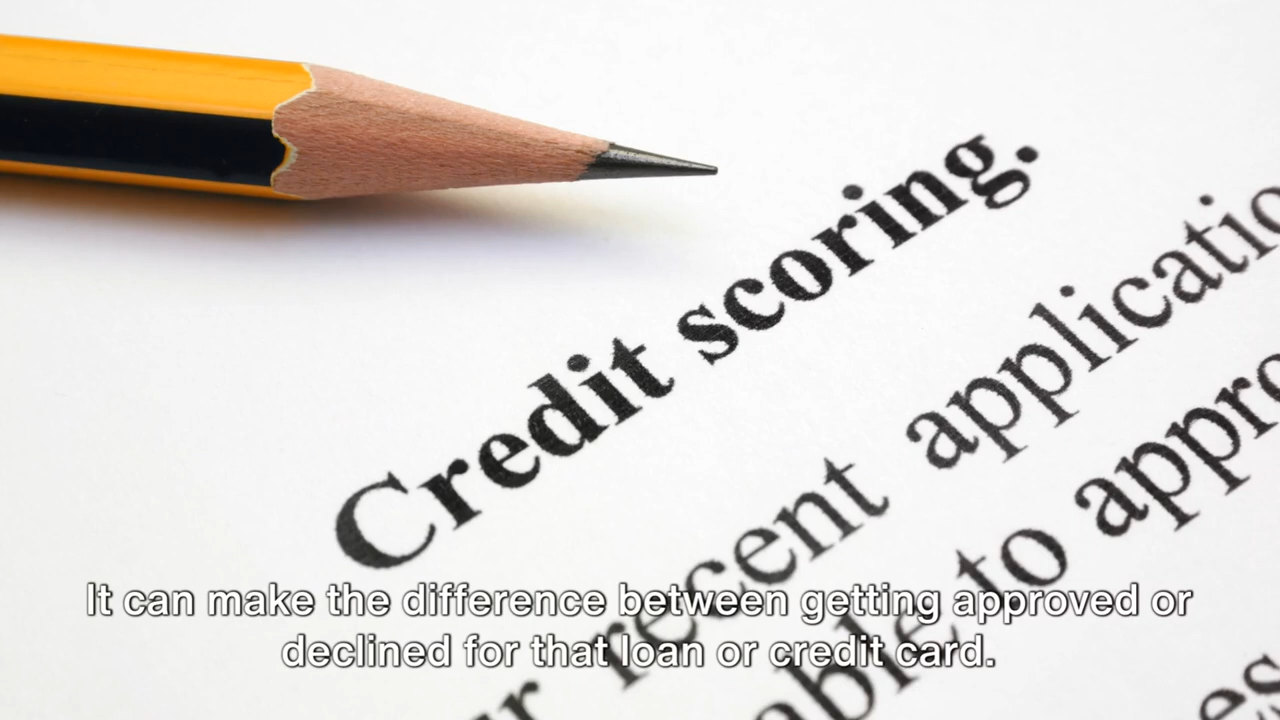 Credit scoring.
recent applicatio
able to appro
It can make the difference between getting approved or
declined for that loan or credit card.